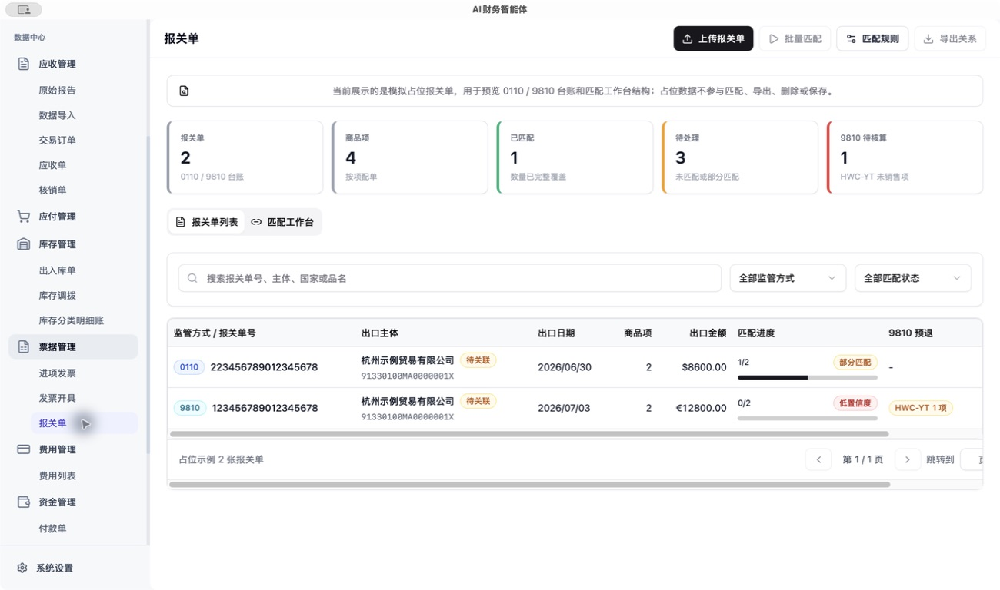 AI财务智能体
数据中心
应收管理
原始报告
数据导入
交易订单
应收单
核销单
应付管理
库存管理
出入库单
库存调拨
库存分类明细账
票据管理
进项发票
发票开具
报关单
费用管理
费用列表
资金管理
付款单
系统设置
报关单
上传报关单 批量匹配 匹配规则 导出关系
当前展示的是模拟占位报关单，用于预览 0110 / 9810 台账和匹配工作台结构；占位数据不参与匹配、导出、删除或保存。
报关单
2
0110 / 9810 台账
商品项
4
按项配单
已匹配
1
数量已完整覆盖
待处理
3
未匹配或部分匹配
9810 待核算
1
HWC-YT 未销售项
报关单列表 匹配工作台
搜索报关单号、主体、国家或品名 全部监管方式 全部匹配状态
监管方式 / 报关单号 出口主体 出口日期 商品项 出口金额 匹配进度 9810 预退
0110 223456789012345678 杭州示例贸易有限公司 待关联 2026/06/30 2 $8600.00 1/2 部分匹配 -
91330100MA0000001X
9810 123456789012345678 杭州示例贸易有限公司 待关联 2026/07/03 2 €12800.00 0/2 低置信度 HWC-YT 1 项
91330100MA0000001X
占位示例 2 张报关单 第 1 / 1 页 跳转到